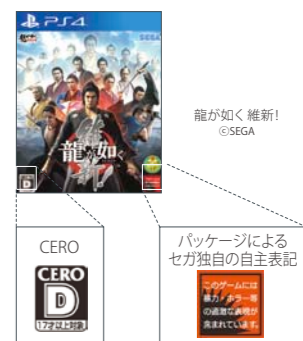 PS4
SEGA
龍が如く
維新!
D
龍が如く 維新!
©SEGA
CERO
CERO
D
17才以上対象
パッケージによる
セガ独自の自主表記
このゲームには
暴力・ホラー等
の過激な表現が
含まれています。